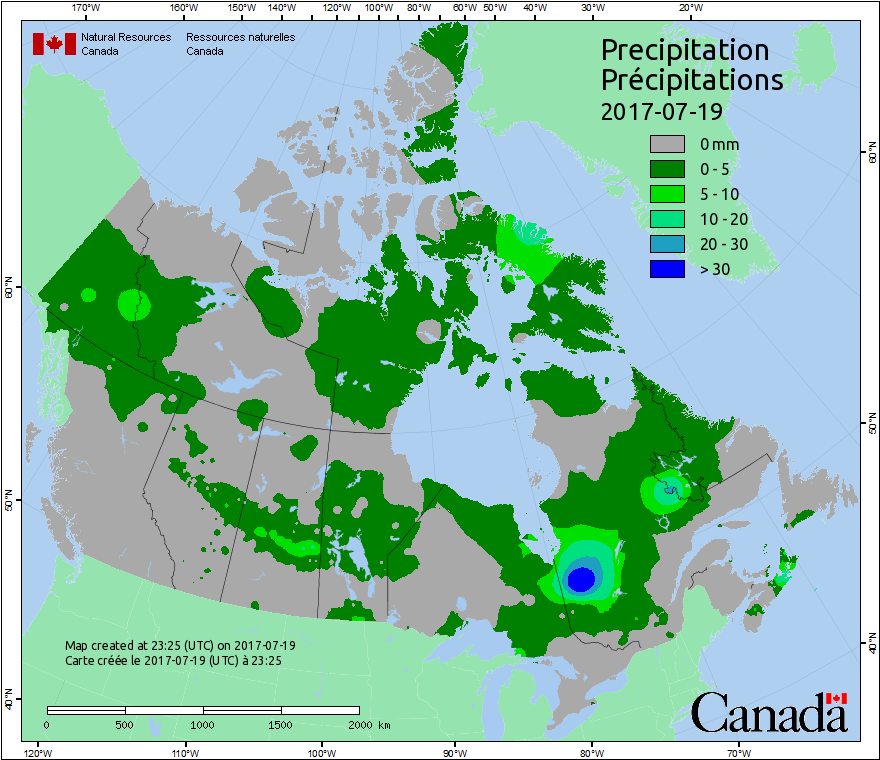 170°W 160°W 150°W 140°W 120°W 100°W 80°W 60°W 50°W 40°W 30°W 20°W
Natural Resources Ressources naturelles
Canada Canada
Precipitation
Précipitations
2017-07-19
0 mm
0 - 5
5 - 10
10 - 20
20 - 30
> 30
60°N
60°N
50°N
50°N
40°N
40°N
Map created at 23:25 (UTC) on 2017-07-19
Carte créée le 2017-07-19 (UTC) à 23:25
0 500 1000 1500 2000 km
Canada
120°W 110°W 100°W 90°W 80°W 70°W